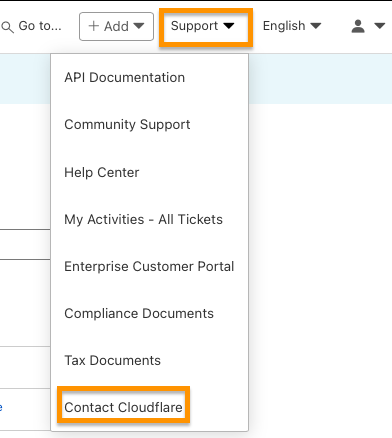 Go to...
+ Add
Support
English
API Documentation
Community Support
Help Center
My Activities - All Tickets
Enterprise Customer Portal
Compliance Documents
Tax Documents
Contact Cloudflare
e